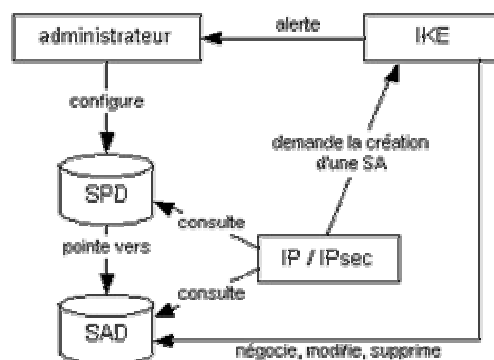 administrateur
alerte
IKE
configure
demande la création
d'une SA
SPD
consulte
pointe vers
IP / IPsec
consulte
SAD
négocie, modifie, supprime